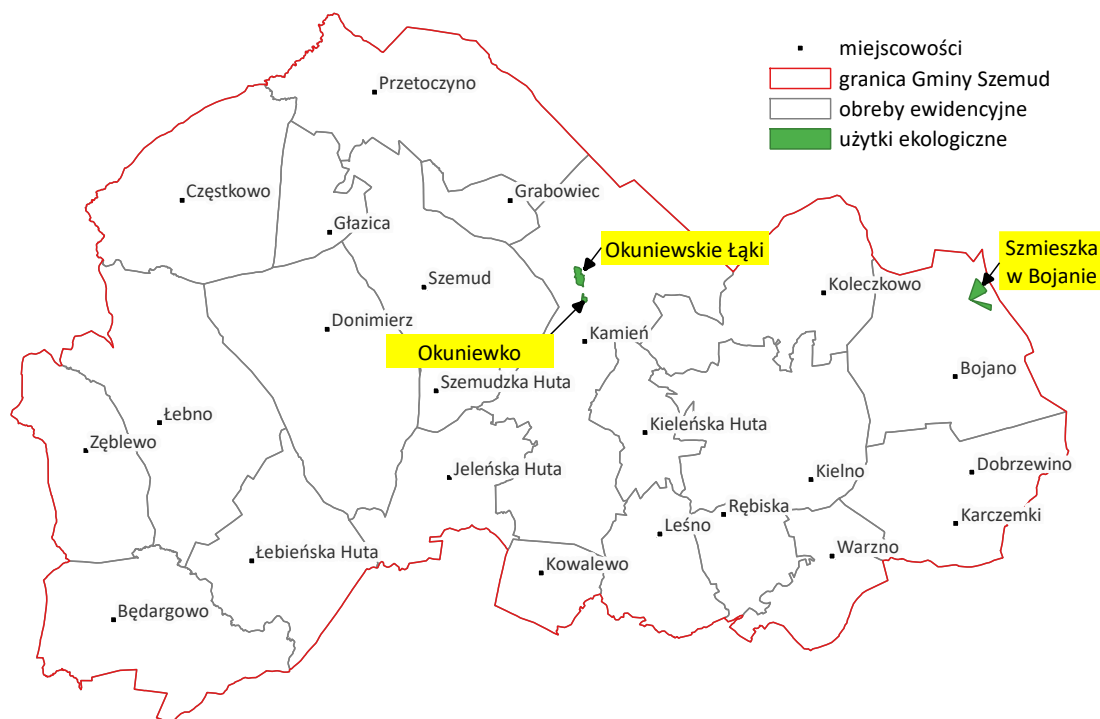 miejscowości
granica Gminy Szemud
obreby ewidencyjne
użytki ekologiczne
Przetoczyno
Częstkowo
Grabowiec
Głazica
Okuniewskie Łąki
Szmieszka
w Bojanie
Szemud
Koleczkowo
Donimierz
Kamień
Okuniewko
Szemudzka Huta
Bojano
Łebno
Kieleńska Huta
Zęblewo
Jeleńska Huta
Kielno
Dobrzewino
Rębiska
Leśno
Karczemki
Łebieńska Huta
Kowalewo
Warzno
Będargowo